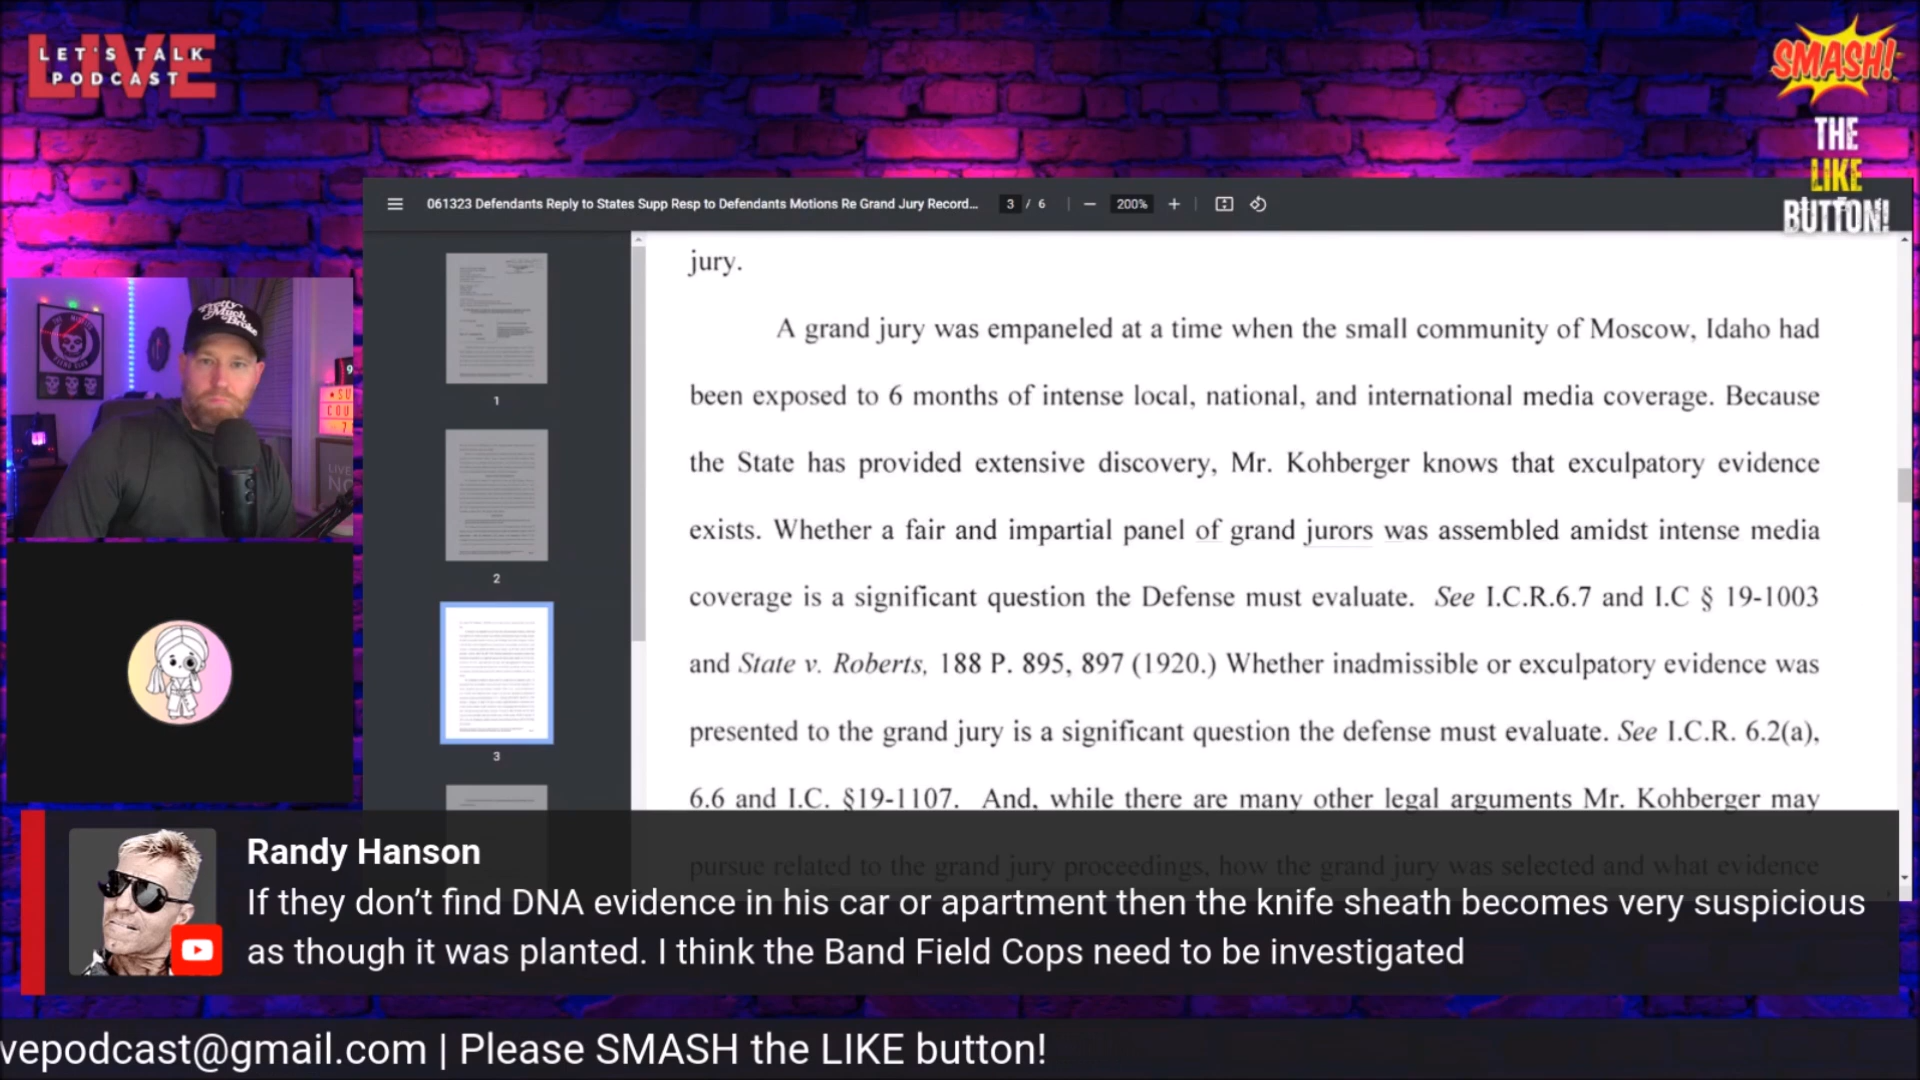 LET'S TALK
LIVE
PODCAST
SMASH!
THE
LIKE
BUTTON!
061323 Defendants Reply to States Supp Resp to Defendants Motions Re Grand Jury Record... 3 / 6 200%
jury.
A grand jury was empaneled at a time when the small community of Moscow, Idaho had
been exposed to 6 months of intense local, national, and international media coverage. Because
the State has provided extensive discovery, Mr. Kohberger knows that exculpatory evidence
exists. Whether a fair and impartial panel of grand jurors was assembled amidst intense media
coverage is a significant question the Defense must evaluate. See I.C.R.6.7 and I.C § 19-1003
and State v. Roberts, 188 P. 895, 897 (1920.) Whether inadmissible or exculpatory evidence was
presented to the grand jury is a significant question the defense must evaluate. See I.C.R. 6.2(a),
6.6 and I.C. §19-1107. And, while there are many other legal arguments Mr. Kohberger may
pursue related to the grand jury proceedings, how the grand jury was selected and what evidence
1
2
3
Pretty
Much
Broke
Randy Hanson
If they don’t find DNA evidence in his car or apartment then the knife sheath becomes very suspicious
as though it was planted. I think the Band Field Cops need to be investigated
vepodcast@gmail.com | Please SMASH the LIKE button!